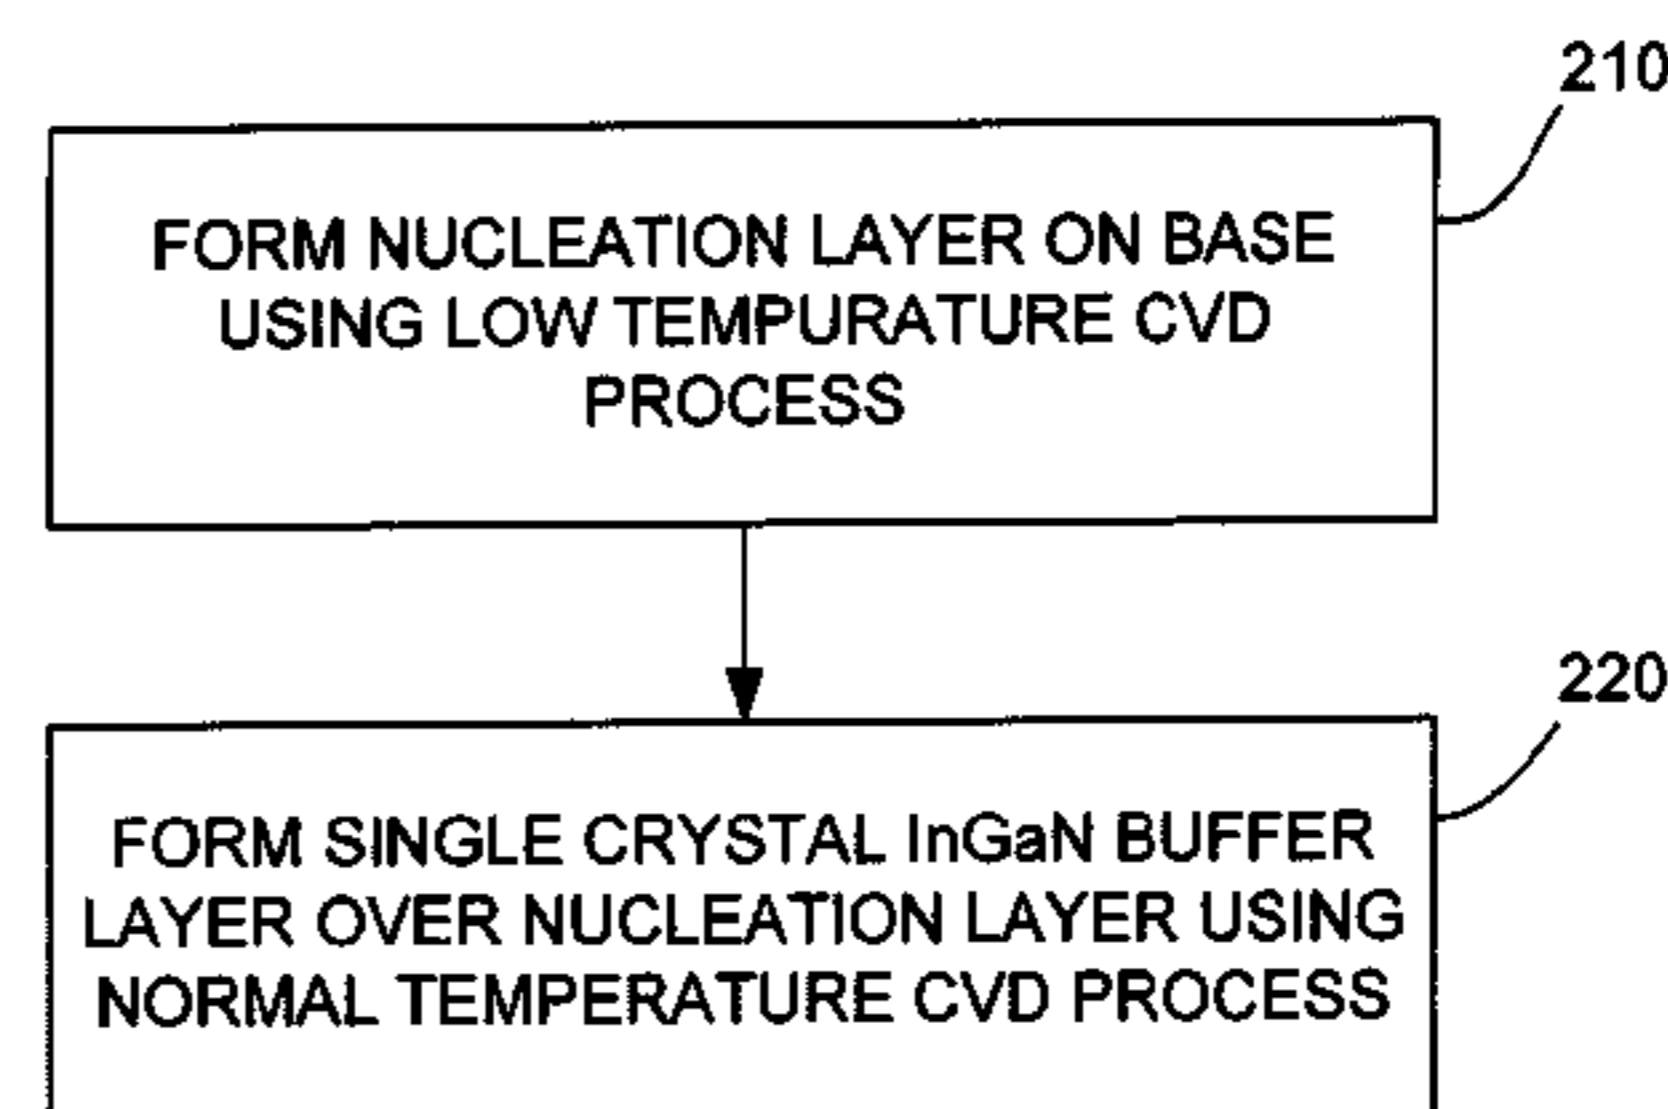 210
FORM NUCLEATION LAYER ON BASE
USING LOW TEMPURATURE CVD
PROCESS
220
FORM SINGLE CRYSTAL InGaN BUFFER
LAYER OVER NUCLEATION LAYER USING
NORMAL TEMPERATURE CVD PROCESS